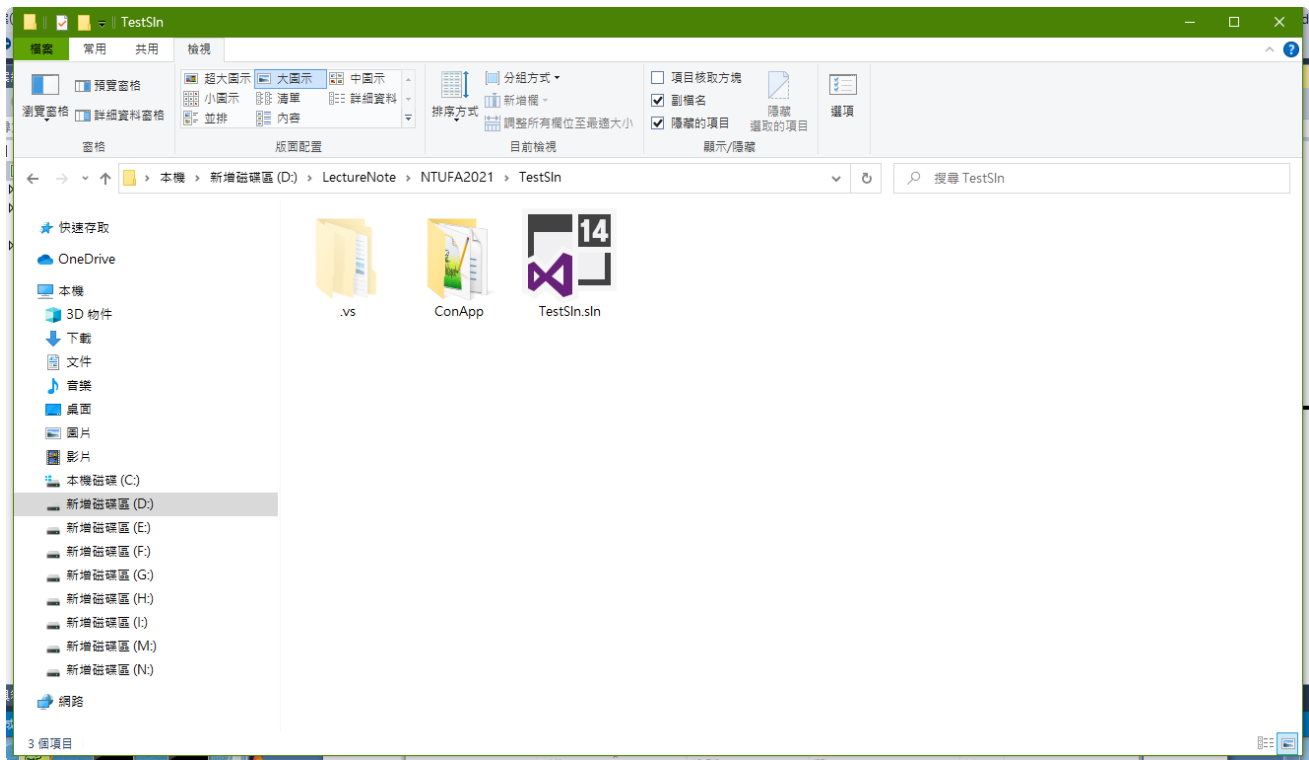 TestSln
檔案 常用 共用 檢視
瀏覽窗格 預覽窗格 詳細資料窗格
窗格
超大圖示 大圖示 中圖示
小圖示 清單 詳細資料
並排 內容
版面配置
排序方式 分組方式
新增欄
調整所有欄位至最適大小
目前檢視
項目核取方塊
副檔名
隱藏的項目
隱藏
選取的項目
顯示/隱藏
選項
本機 › 新增磁碟區 (D:) › LectureNote › NTUFA2021 › TestSln
搜尋 TestSln
快速存取
OneDrive
本機
3D 物件
下載
文件
音樂
桌面
圖片
影片
本機磁碟 (C:)
新增磁碟區 (D:)
新增磁碟區 (E:)
新增磁碟區 (F:)
新增磁碟區 (G:)
新增磁碟區 (H:)
新增磁碟區 (I:)
新增磁碟區 (M:)
新增磁碟區 (N:)
網路
14
.vs ConApp TestSln.sln
3 個項目